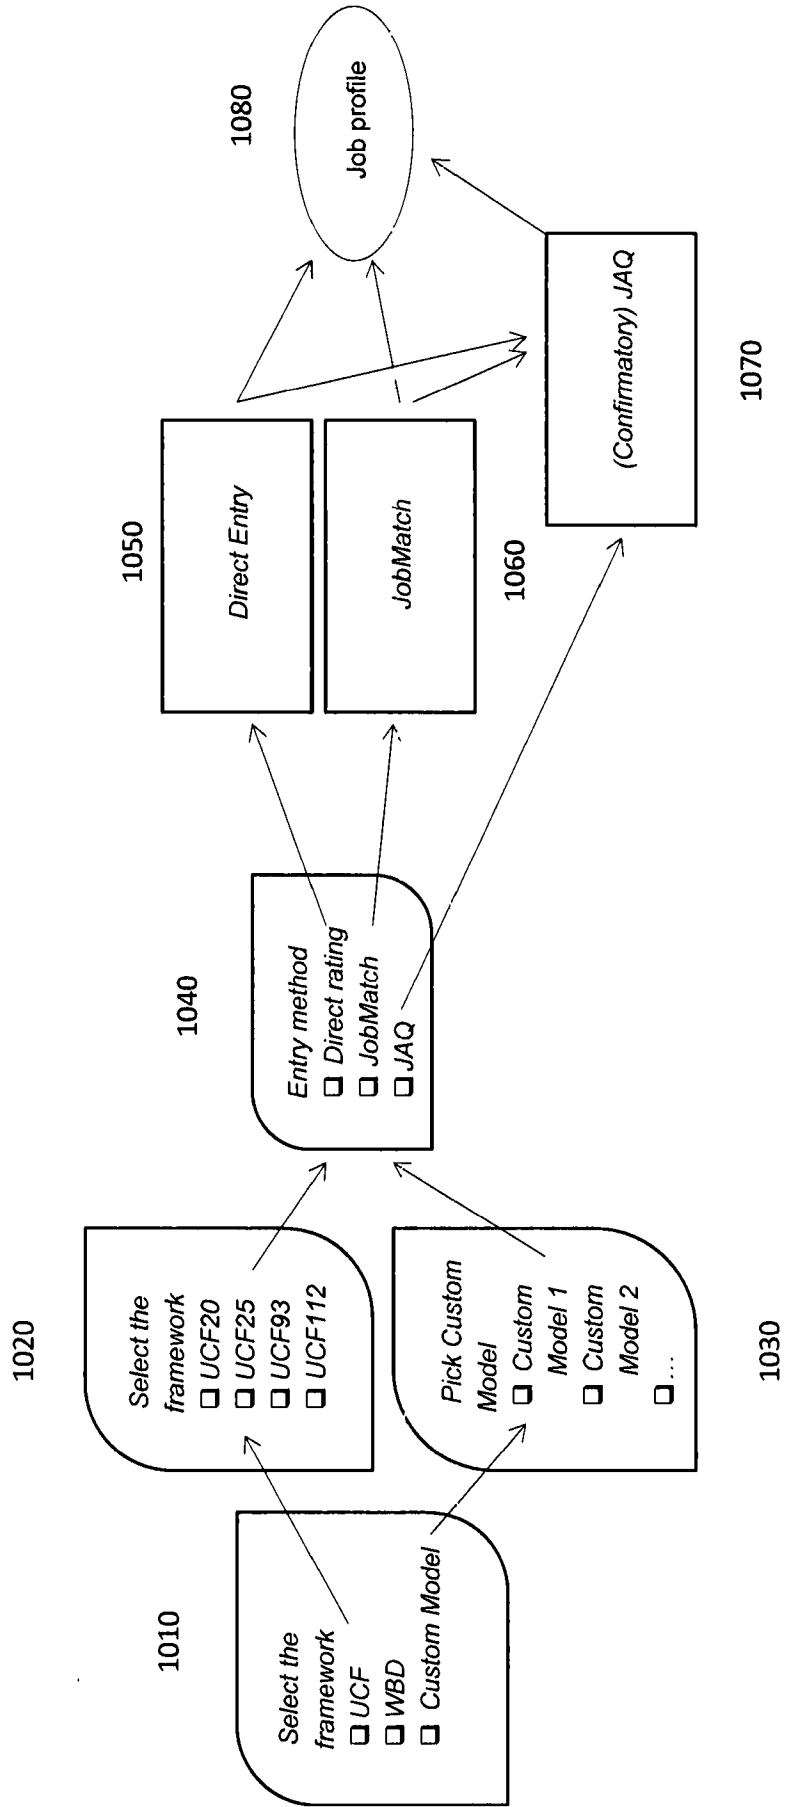 1010
Select the
framework
❑ UCF
❑ WBD
❑ Custom Model
1020
Select the
framework
❑ UCF20
❑ UCF25
❑ UCF93
❑ UCF112
1030
Pick Custom
Model
❑ Custom
Model 1
❑ Custom
Model 2
❑ ...
1040
Entry method
❑ Direct rating
❑ JobMatch
❑ JAQ
1050
Direct Entry
1060
JobMatch
1070
(Confirmatory) JAQ
1080
Job profile